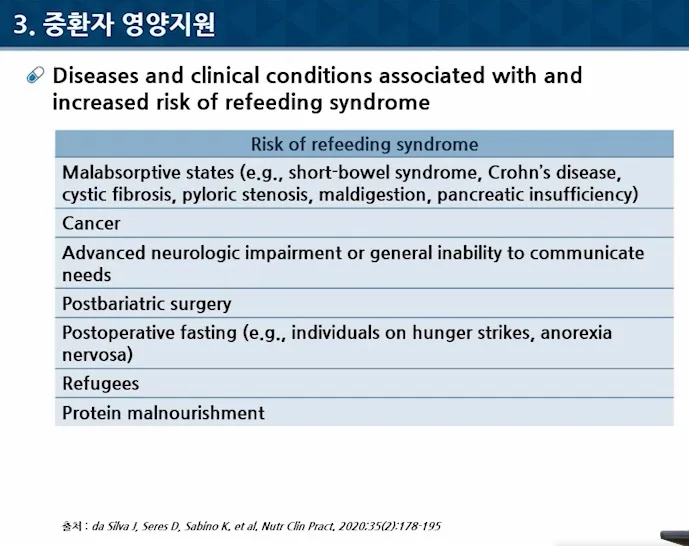 3. 중환자 영양지원
Diseases and clinical conditions associated with and
increased risk of refeeding syndrome
Risk of refeeding syndrome
Malabsorptive states (e.g., short-bowel syndrome, Crohn's disease,
cystic fibrosis, pyloric stenosis, maldigestion, pancreatic insufficiency)
Cancer
Advanced neurologic impairment or general inability to communicate
needs
Postbariatric surgery
Postoperative fasting (e.g., individuals on hunger strikes, anorexia
nervosa)
Refugees
Protein malnourishment
출처 : da Silva J, Seres D, Sabino K, et al, Nutr Clin Pract. 2020:35(2):178-195